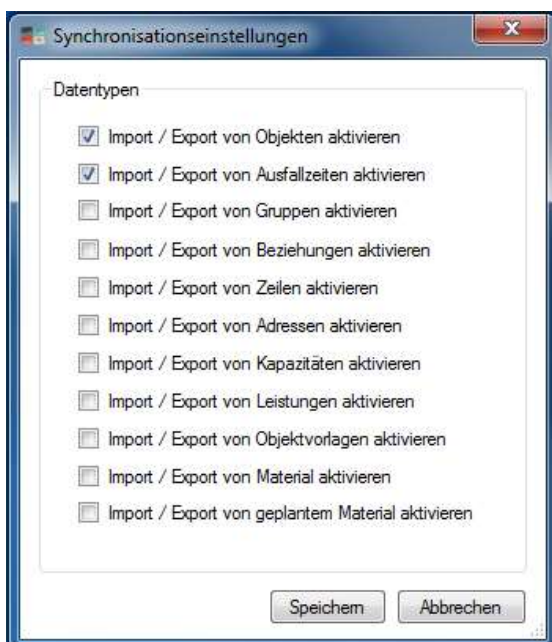 Synchronisationseinstellungen
Datentypen
Import / Export von Objekten aktivieren
Import / Export von Ausfallzeiten aktivieren
Import / Export von Gruppen aktivieren
Import / Export von Beziehungen aktivieren
Import / Export von Zeilen aktivieren
Import / Export von Adressen aktivieren
Import / Export von Kapazitäten aktivieren
Import / Export von Leistungen aktivieren
Import / Export von Objektvorlagen aktivieren
Import / Export von Material aktivieren
Import / Export von geplantem Material aktivieren
Speichern Abbrechen